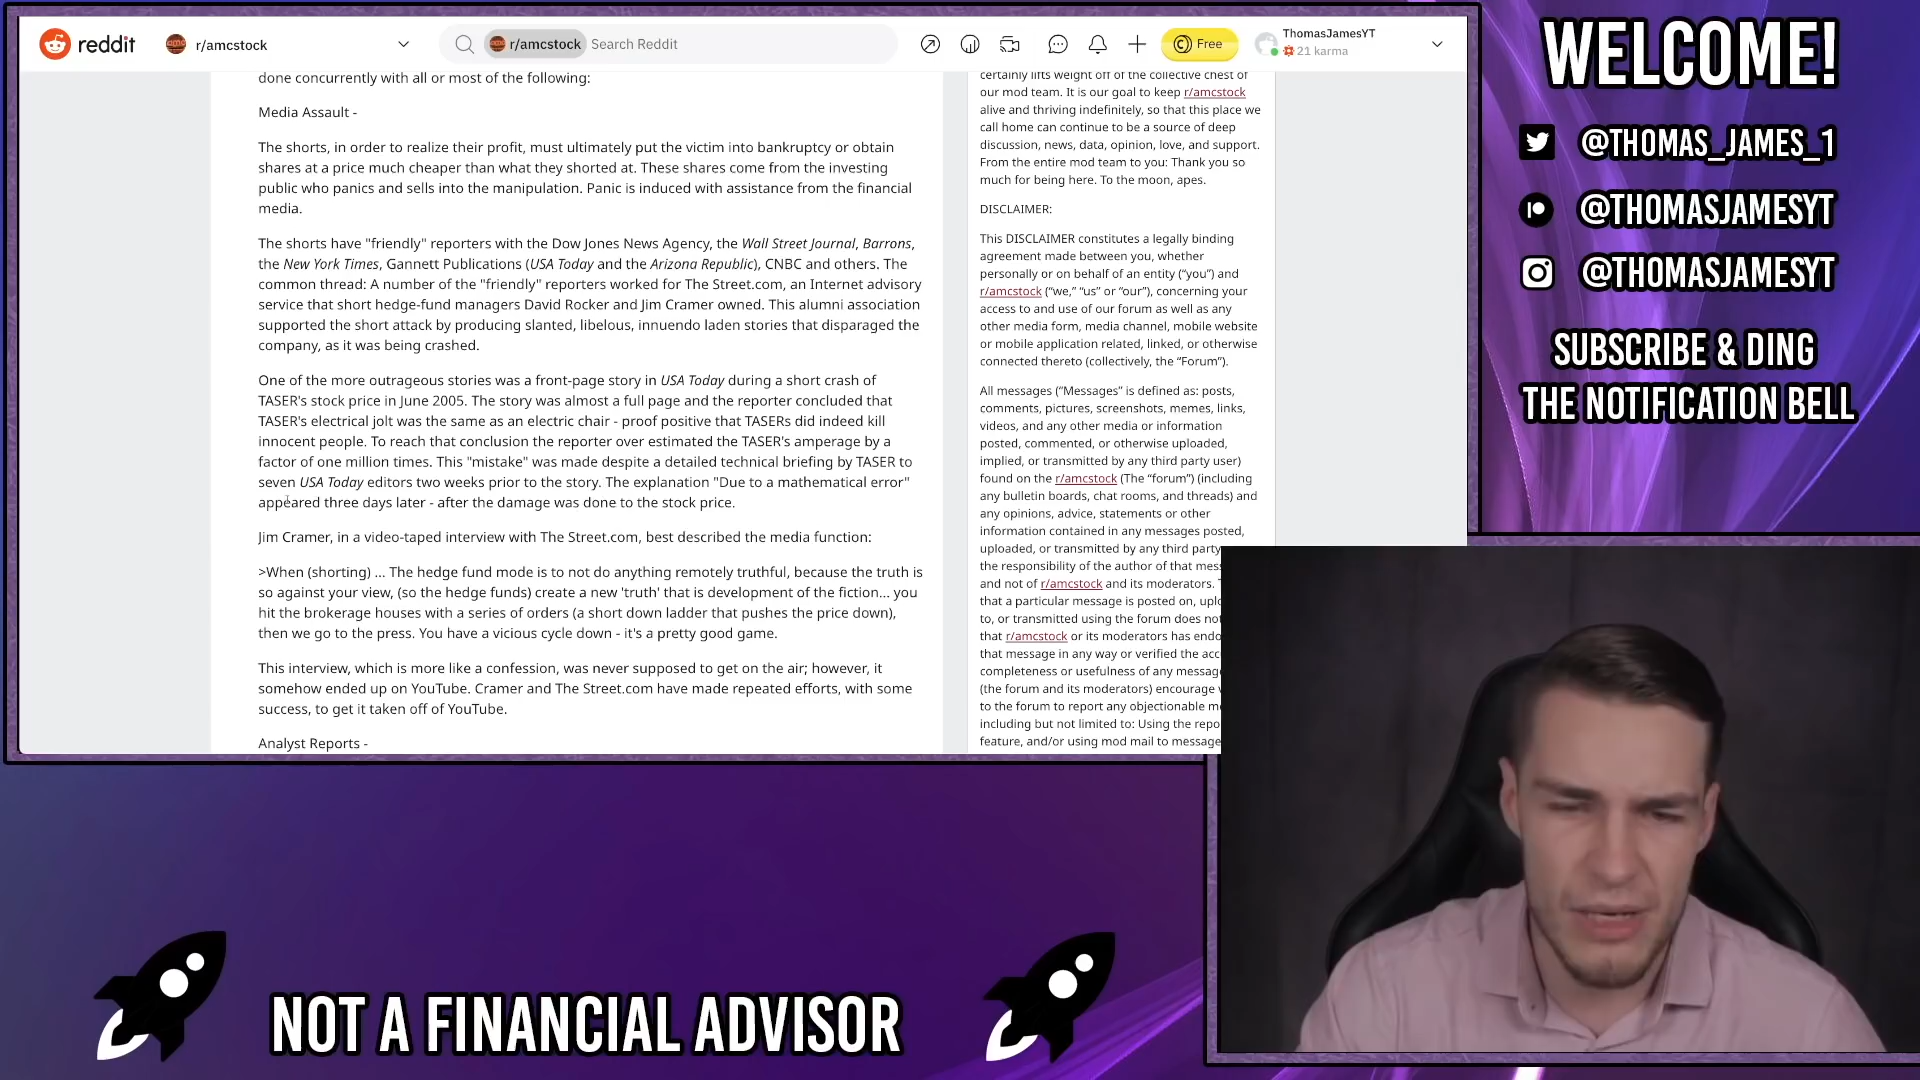 reddit
r/amcstock
r/amcstock Search Reddit
Free
ThomasJamesYT
21 karma
done concurrently with all or most of the following:
Media Assault -
The shorts, in order to realize their profit, must ultimately put the victim into bankruptcy or obtain
shares at a price much cheaper than what they shorted at. These shares come from the investing
public who panics and sells into the manipulation. Panic is induced with assistance from the financial
media.
The shorts have "friendly" reporters with the Dow Jones News Agency, the Wall Street Journal, Barrons,
the New York Times, Gannett Publications (USA Today and the Arizona Republic), CNBC and others. The
common thread: A number of the "friendly" reporters worked for The Street.com, an Internet advisory
service that short hedge-fund managers David Rocker and Jim Cramer owned. This alumni association
supported the short attack by producing slanted, libelous, innuendo laden stories that disparaged the
company, as it was being crashed.
One of the more outrageous stories was a front-page story in USA Today during a short crash of
TASER's stock price in June 2005. The story was almost a full page and the reporter concluded that
TASER's electrical jolt was the same as an electric chair - proof positive that TASERs did indeed kill
innocent people. To reach that conclusion the reporter over estimated the TASER's amperage by a
factor of one million times. This "mistake" was made despite a detailed technical briefing by TASER to
seven USA Today editors two weeks prior to the story. The explanation "Due to a mathematical error"
appeared three days later - after the damage was done to the stock price.
Jim Cramer, in a video-taped interview with The Street.com, best described the media function:
>When (shorting) ... The hedge fund mode is to not do anything remotely truthful, because the truth is
so against your view, (so the hedge funds) create a new 'truth' that is development of the fiction... you
hit the brokerage houses with a series of orders (a short down ladder that pushes the price down),
then we go to the press. You have a vicious cycle down - it's a pretty good game.
This interview, which is more like a confession, was never supposed to get on the air; however, it
somehow ended up on YouTube. Cramer and The Street.com have made repeated efforts, with some
success, to get it taken off of YouTube.
Analyst Reports -
certainly lifts weight off of the collective chest of
our mod team. It is our goal to keep r/amcstock
alive and thriving indefinitely, so that this place we
call home can continue to be a source of deep
discussion, news, data, opinion, love, and support.
From the entire mod team to you: Thank you so
much for being here. To the moon, apes.
DISCLAIMER:
This DISCLAIMER constitutes a legally binding
agreement made between you, whether
personally or on behalf of an entity (“you”) and
r/amcstock (“we,” “us” or “our”), concerning your
access to and use of our forum as well as any
other media form, media channel, mobile website
or mobile application related, linked, or otherwise
connected thereto (collectively, the “Forum”).
All messages (“Messages” is defined as: posts,
comments, pictures, screenshots, memes, links,
videos, and any other media or information
posted, commented, or otherwise uploaded,
implied, or transmitted by any third party user)
found on the r/amcstock (The “forum”) (including
any bulletin boards, chat rooms, and threads) and
any opinions, advice, statements or other
information contained in any messages posted,
uploaded, or transmitted by any third party
the responsibility of the author of that
and not of r/amcstock and its moderators.
that a particular message is posted on,
to, or transmitted using the forum does
that r/amcstock or its moderators has
that message in any way or verified the
completeness or usefulness of any
(the forum and its moderators) encourage
to the forum to report any objectionable
including but not limited to: Using the
feature, and/or using mod mail to message
WELCOME!
@THOMAS_JAMES_1
@THOMASJAMESYT
@THOMASJAMESYT
SUBSCRIBE & DING
THE NOTIFICATION BELL
NOT A FINANCIAL ADVISOR